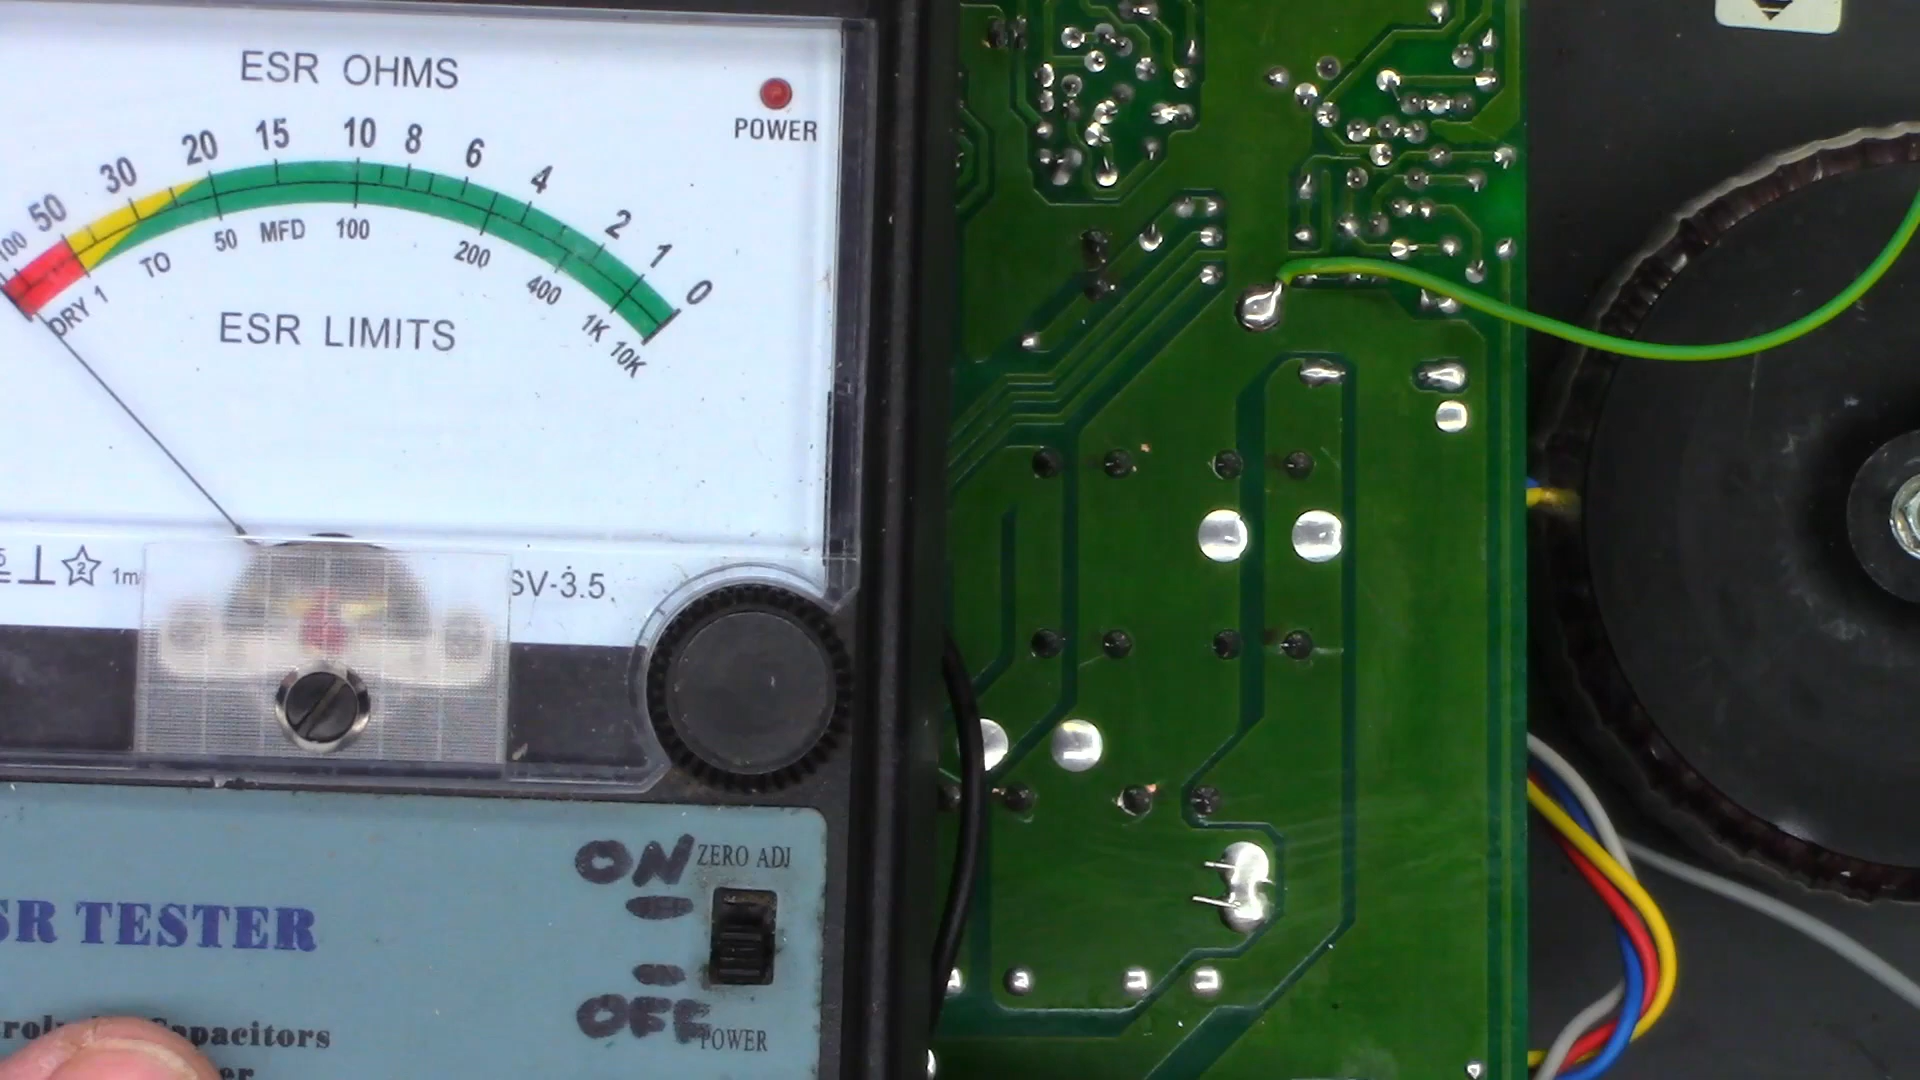 ESR OHMS
POWER
100 50 30 20 15 10 8 6 4 2 1 0
DRY 1 TO 50 MFD 100 200 400 1K 10K
ESR LIMITS
2 1m
SV-3.5
ON ZERO ADJ
SR TESTER
OFF POWER
Capacitors
er